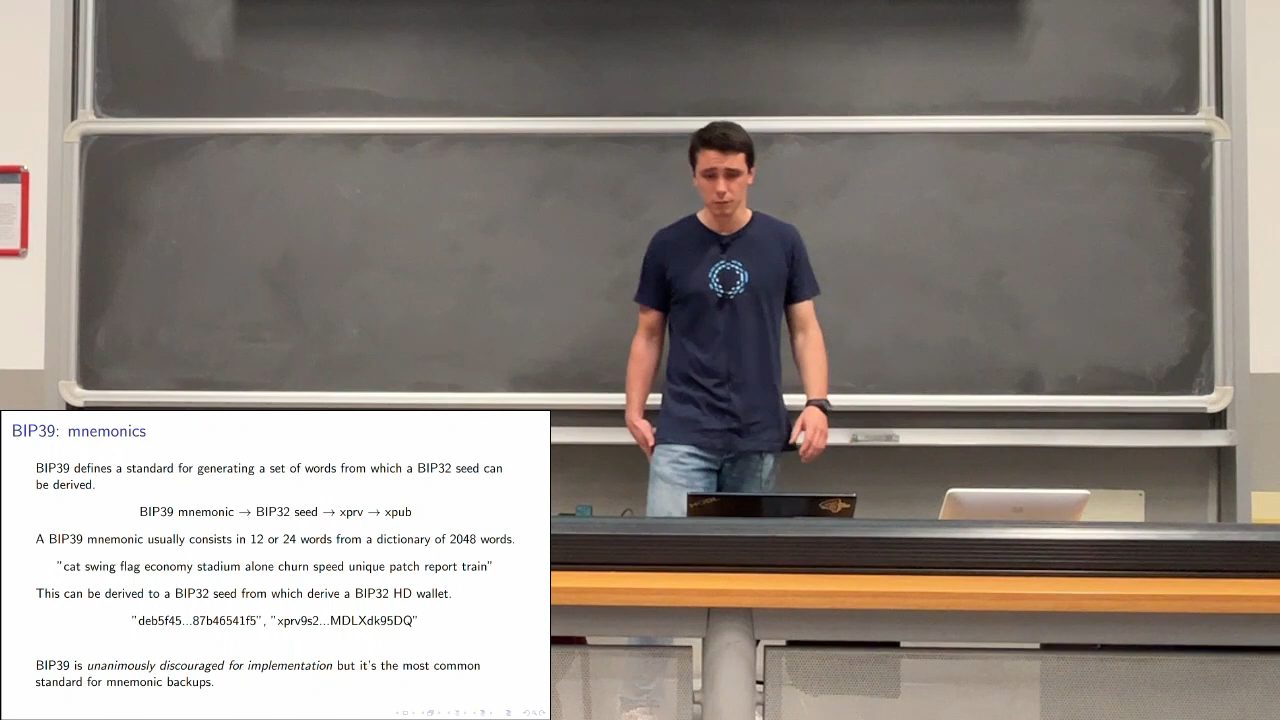 BIP39: mnemonics
BIP39 defines a standard for generating a set of words from which a BIP32 seed can
be derived.
BIP39 mnemonic → BIP32 seed → xprv → xpub
A BIP39 mnemonic usually consists in 12 or 24 words from a dictionary of 2048 words.
"cat swing flag economy stadium alone churn speed unique patch report train"
This can be derived to a BIP32 seed from which derive a BIP32 HD wallet.
"deb5f45...87b46541f5", "xprv9s2...MDLXdk95DQ"
BIP39 is unanimously discouraged for implementation but it's the most common
standard for mnemonic backups.